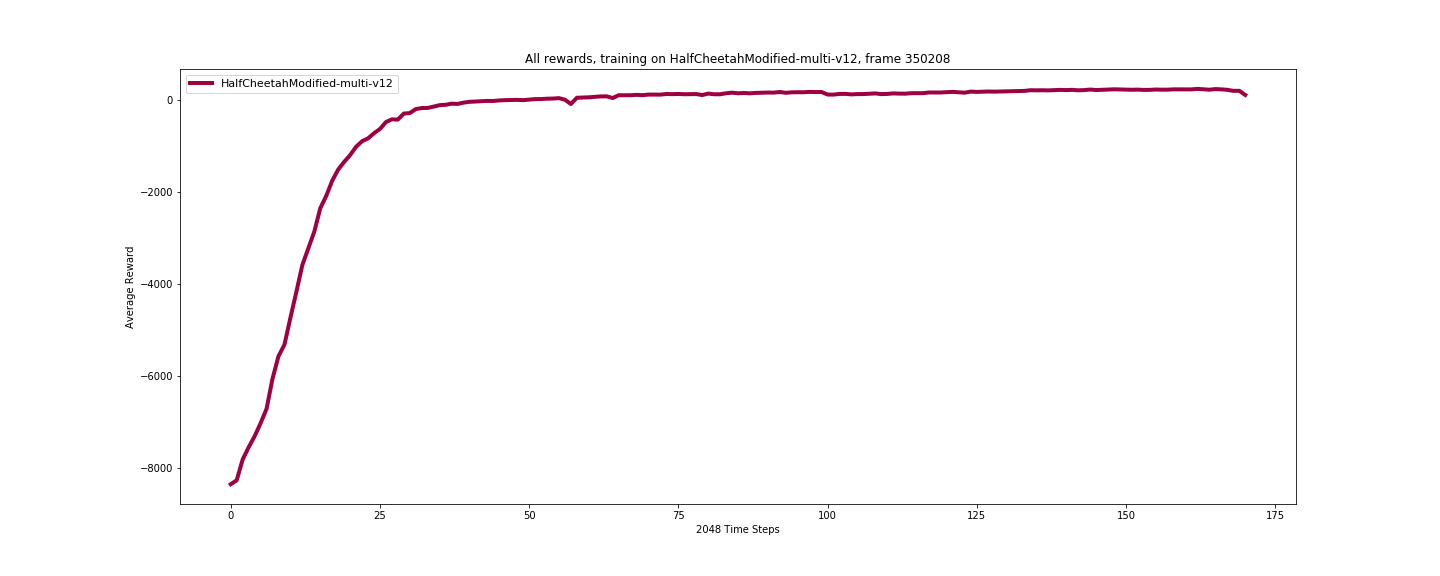 All rewards, training on HalfCheetahModified-multi-v12, frame 350208
HalfCheetahModified-multi-v12
0
−2000
−4000
−6000
−8000
Average Reward
0 25 50 75 100 125 150 175
2048 Time Steps